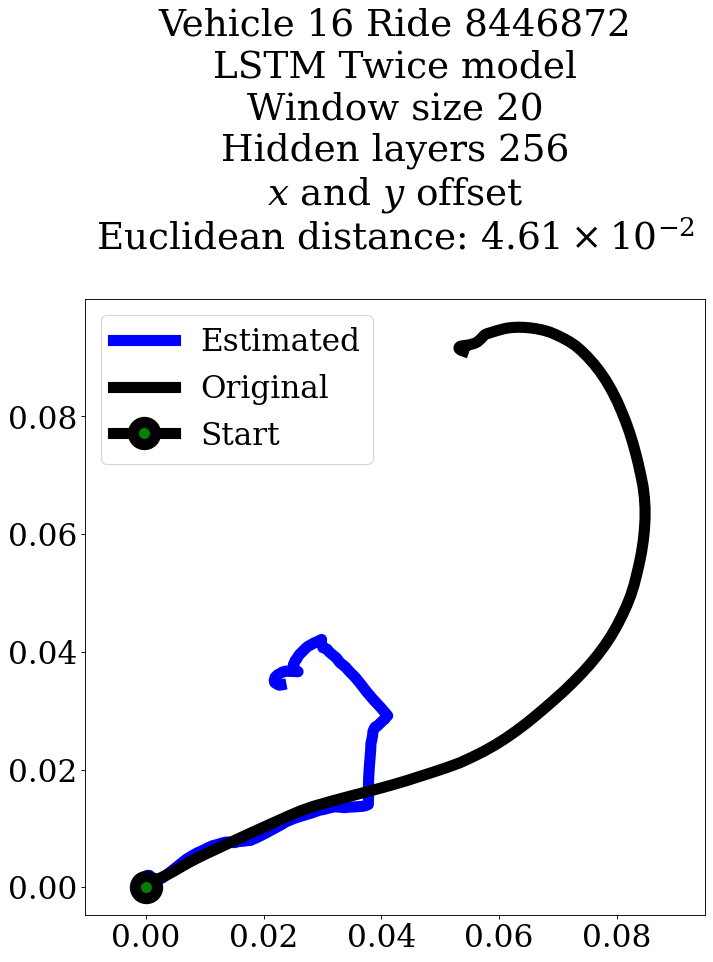 Vehicle 16 Ride 8446872
LSTM Twice model
Window size 20
Hidden layers 256
x and y offset
Euclidean distance: 4.61 × 10⁻²
Estimated
Original
Start
0.08
0.06
0.04
0.02
0.00
0.00 0.02 0.04 0.06 0.08